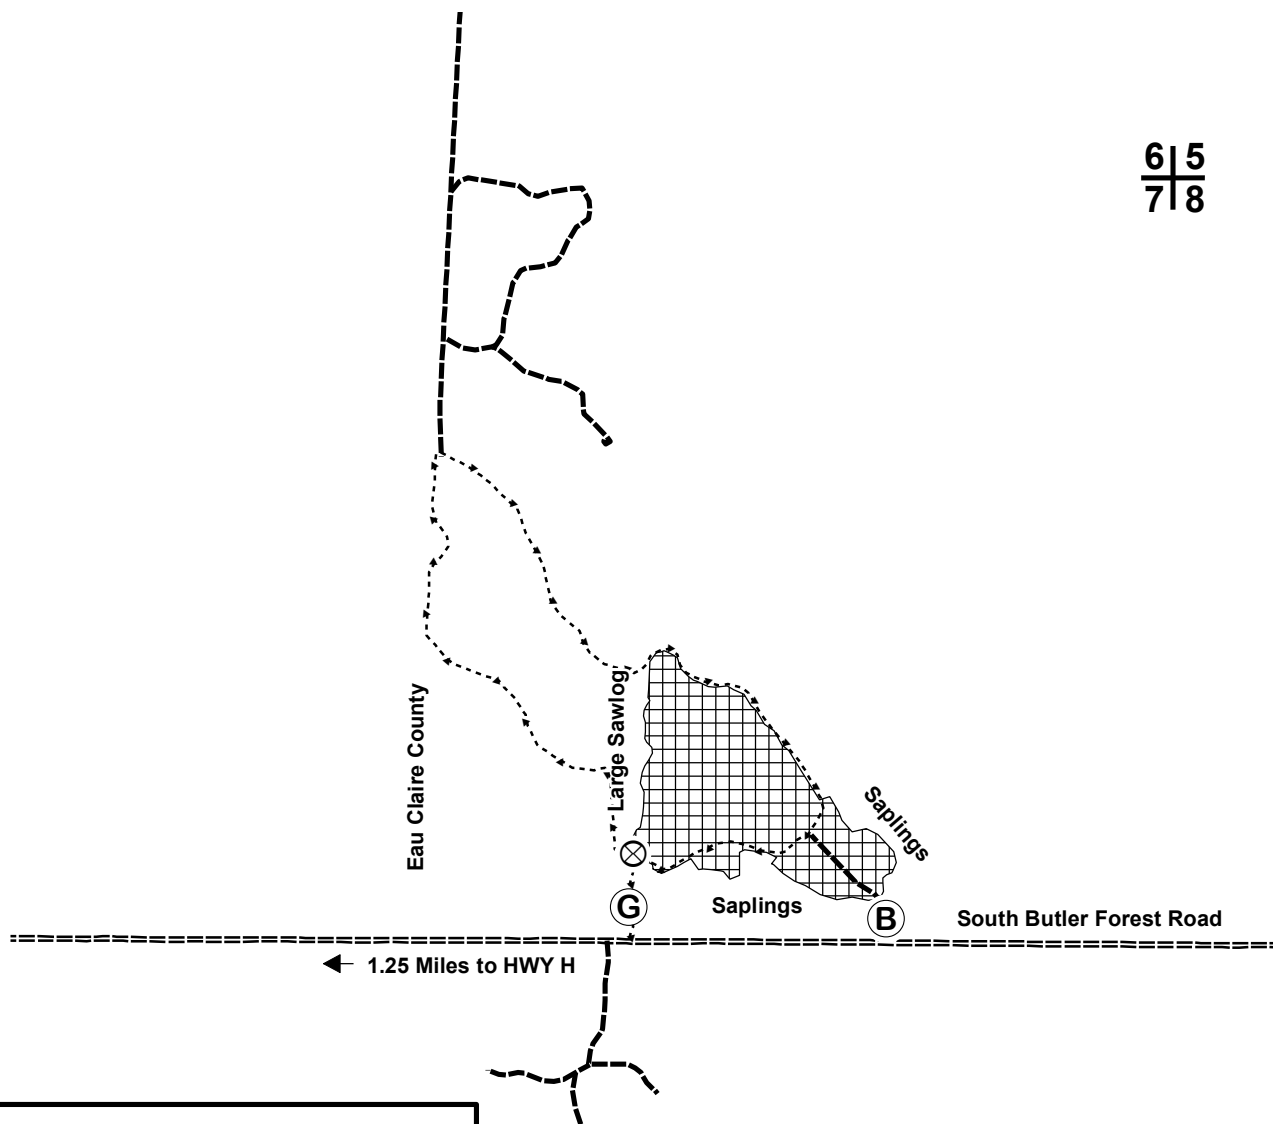 6 5
7 8
Eau Claire County
Large Sawlog
Saplings
G
Saplings
B
South Butler Forest Road
1.25 Miles to HWY H